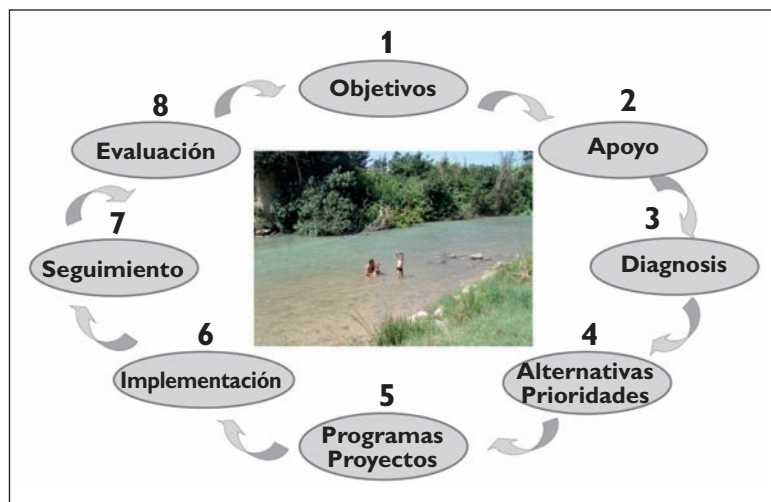 1
Objetivos
2
Apoyo
3
Diagnosis
4
Alternativas
Prioridades
5
Programas
Proyectos
6
Implementación
7
Seguimiento
8
Evaluación